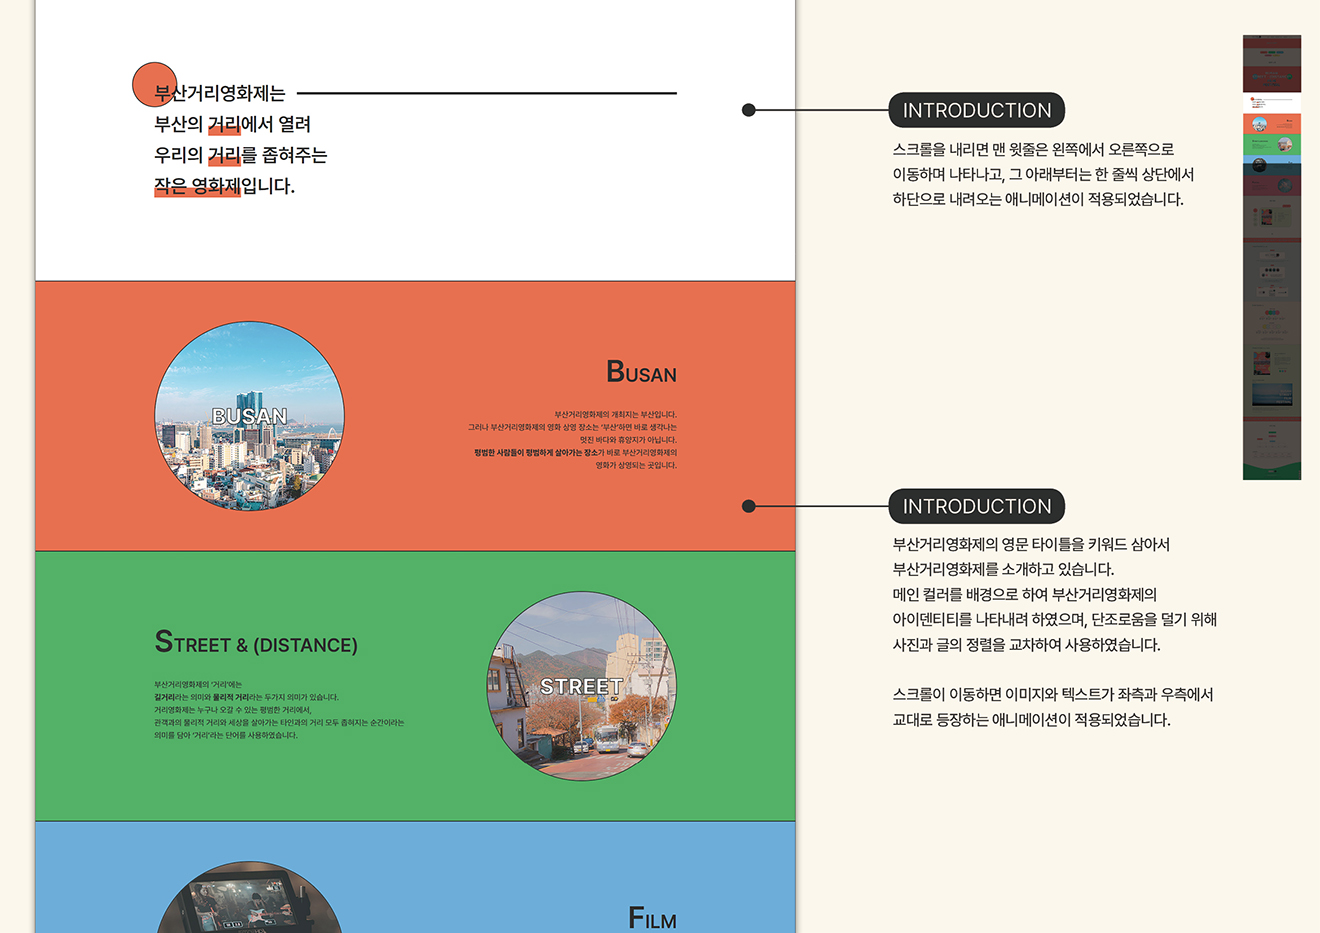 부산거리영화제는
부산의 거리에서 열려
우리의 거리를 좁혀주는
작은 영화제입니다.
INTRODUCTION
스크롤을 내리면 맨 윗줄은 왼쪽에서 오른쪽으로
이동하며 나타나고, 그 아래부터는 한 줄씩 상단에서
하단으로 내려오는 애니메이션이 적용되었습니다.
BUSAN
BUSAN
부산거리영화제의 개최지는 부산입니다.
그러나 부산거리영화제의 영화 상영 장소는 '부산'하면 바로 생각나는
멋진 바다와 휴양지가 아닙니다.
평범한 사람들이 평범하게 살아가는 장소가 바로 부산거리영화제의
영화가 상영되는 곳입니다.
INTRODUCTION
부산거리영화제의 영문 타이틀을 키워드 삼아서
부산거리영화제를 소개하고 있습니다.
메인 컬러를 배경으로 하여 부산거리영화제의
아이덴티티를 나타내려 하였으며, 단조로움을 덜기 위해
사진과 글의 정렬을 교차하여 사용하였습니다.
스크롤이 이동하면 이미지와 텍스트가 좌측과 우측에서
교대로 등장하는 애니메이션이 적용되었습니다.
STREET & (DISTANCE)
부산거리영화제의 '거리'에는
길거리라는 의미와 물리적 거리라는 두가지 의미가 있습니다.
거리영화제는 누구나 오갈 수 있는 평범한 거리에서,
관객과의 물리적 거리와 세상을 살아가는 타인과의 거리 모두 좁혀지는 순간이라는
의미를 담아 '거리'라는 단어를 사용하였습니다.
STREET
FILM